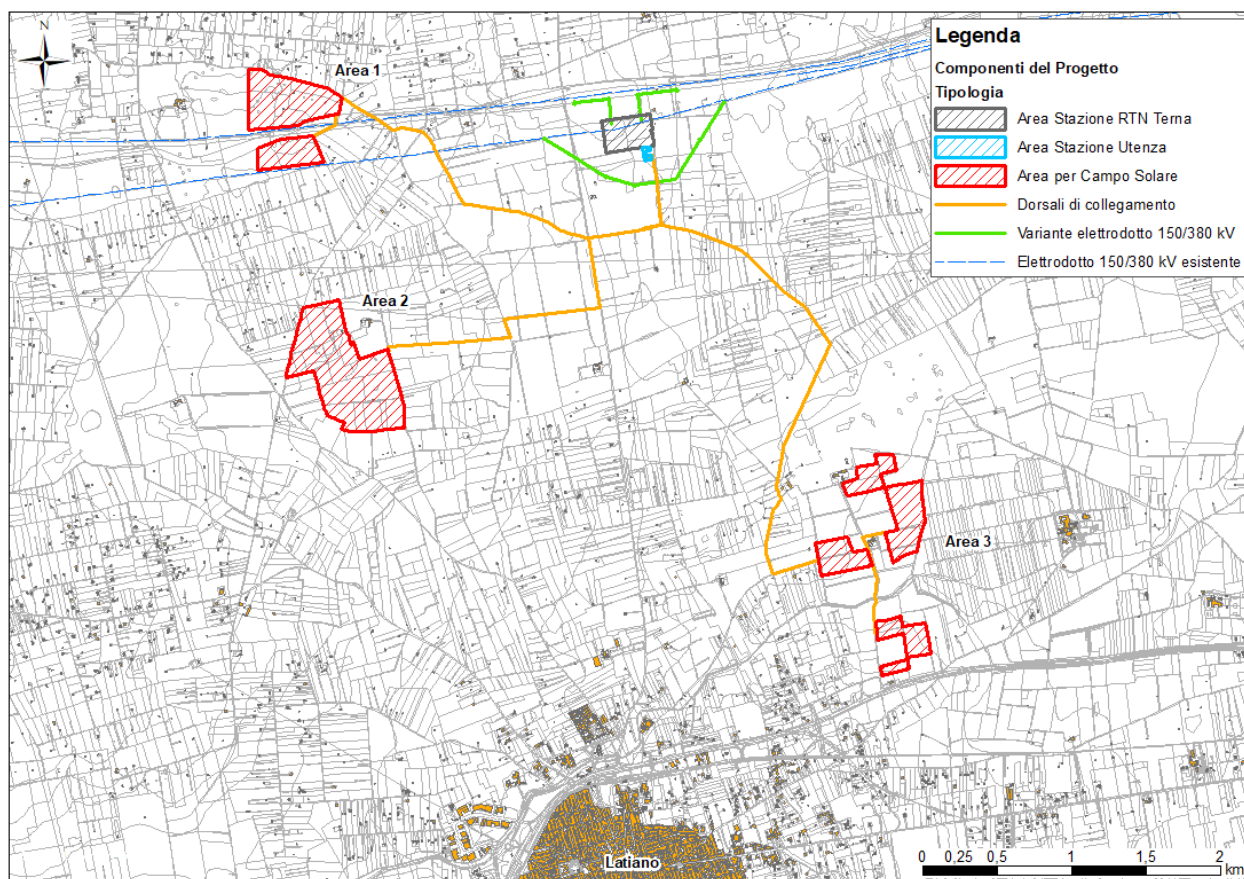 N
Legenda
Componenti del Progetto
Tipologia
Area Stazione RTN Terna
Area Stazione Utenza
Area per Campo Solare
Dorsali di collegamento
Variante elettrodotto 150/380 kV
Elettrodotto 150/380 kV esistente
Area 1
Area 2
Area 3
Latiano
0 0,25 0,5 1 1,5 2
km